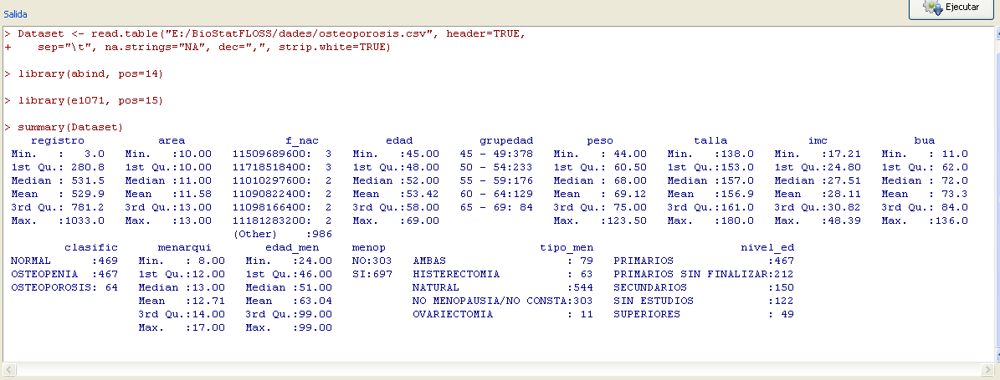 Ejecutar
Salida
> Dataset <- read.table("E:/BioStatFLOSS/dades/osteoporosis.csv", header=TRUE,
+    sep="\t", na.strings="NA", dec=",", strip.white=TRUE)
> library(abind, pos=14)
> library(e1071, pos=15)
> summary(Dataset)
registro area f_nac edad grupedad peso talla imc bua
Min. : 3.0 Min. :10.00 11509689600: 3 Min. :45.00 45 - 49:378 Min. : 44.00 Min. :138.0 Min. :17.21 Min. : 11.0
1st Qu.: 280.8 1st Qu.:10.00 11718518400: 3 1st Qu.:48.00 50 - 54:233 1st Qu.: 60.50 1st Qu.:153.0 1st Qu.:24.80 1st Qu.: 62.0
Median : 531.5 Median :11.00 11010297600: 2 Median :52.00 55 - 59:176 Median : 68.00 Median :157.0 Median :27.51 Median : 72.0
Mean : 529.9 Mean :11.58 11090822400: 2 Mean :53.42 60 - 64:129 Mean : 69.12 Mean :156.9 Mean :28.11 Mean : 73.3
3rd Qu.: 781.2 3rd Qu.:13.00 11098166400: 2 3rd Qu.:58.00 65 - 69: 84 3rd Qu.: 75.00 3rd Qu.:161.0 3rd Qu.:30.82 3rd Qu.: 84.0
Max. :1033.0 Max. :13.00 11181283200: 2 Max. :69.00 Max. :123.50 Max. :180.0 Max. :48.39 Max. :136.0
(Other) :986
clasific menarqui edad_men menop tipo_men nivel_ed
NORMAL :469 Min. : 8.00 Min. :24.00 NO:303 AMBAS : 79 PRIMARIOS :467
OSTEOPENIA :467 1st Qu.:12.00 1st Qu.:46.00 SI:697 HISTERECTOMIA : 63 PRIMARIOS SIN FINALIZAR:212
OSTEOPOROSIS: 64 Median :13.00 Median :51.00 NATURAL :544 SECUNDARIOS :150
Mean :12.71 Mean :63.04 NO MENOPAUSIA/NO CONSTA:303 SIN ESTUDIOS :122
3rd Qu.:14.00 3rd Qu.:99.00 OVARIECTOMIA : 11 SUPERIORES : 49
Max. :17.00 Max. :99.00